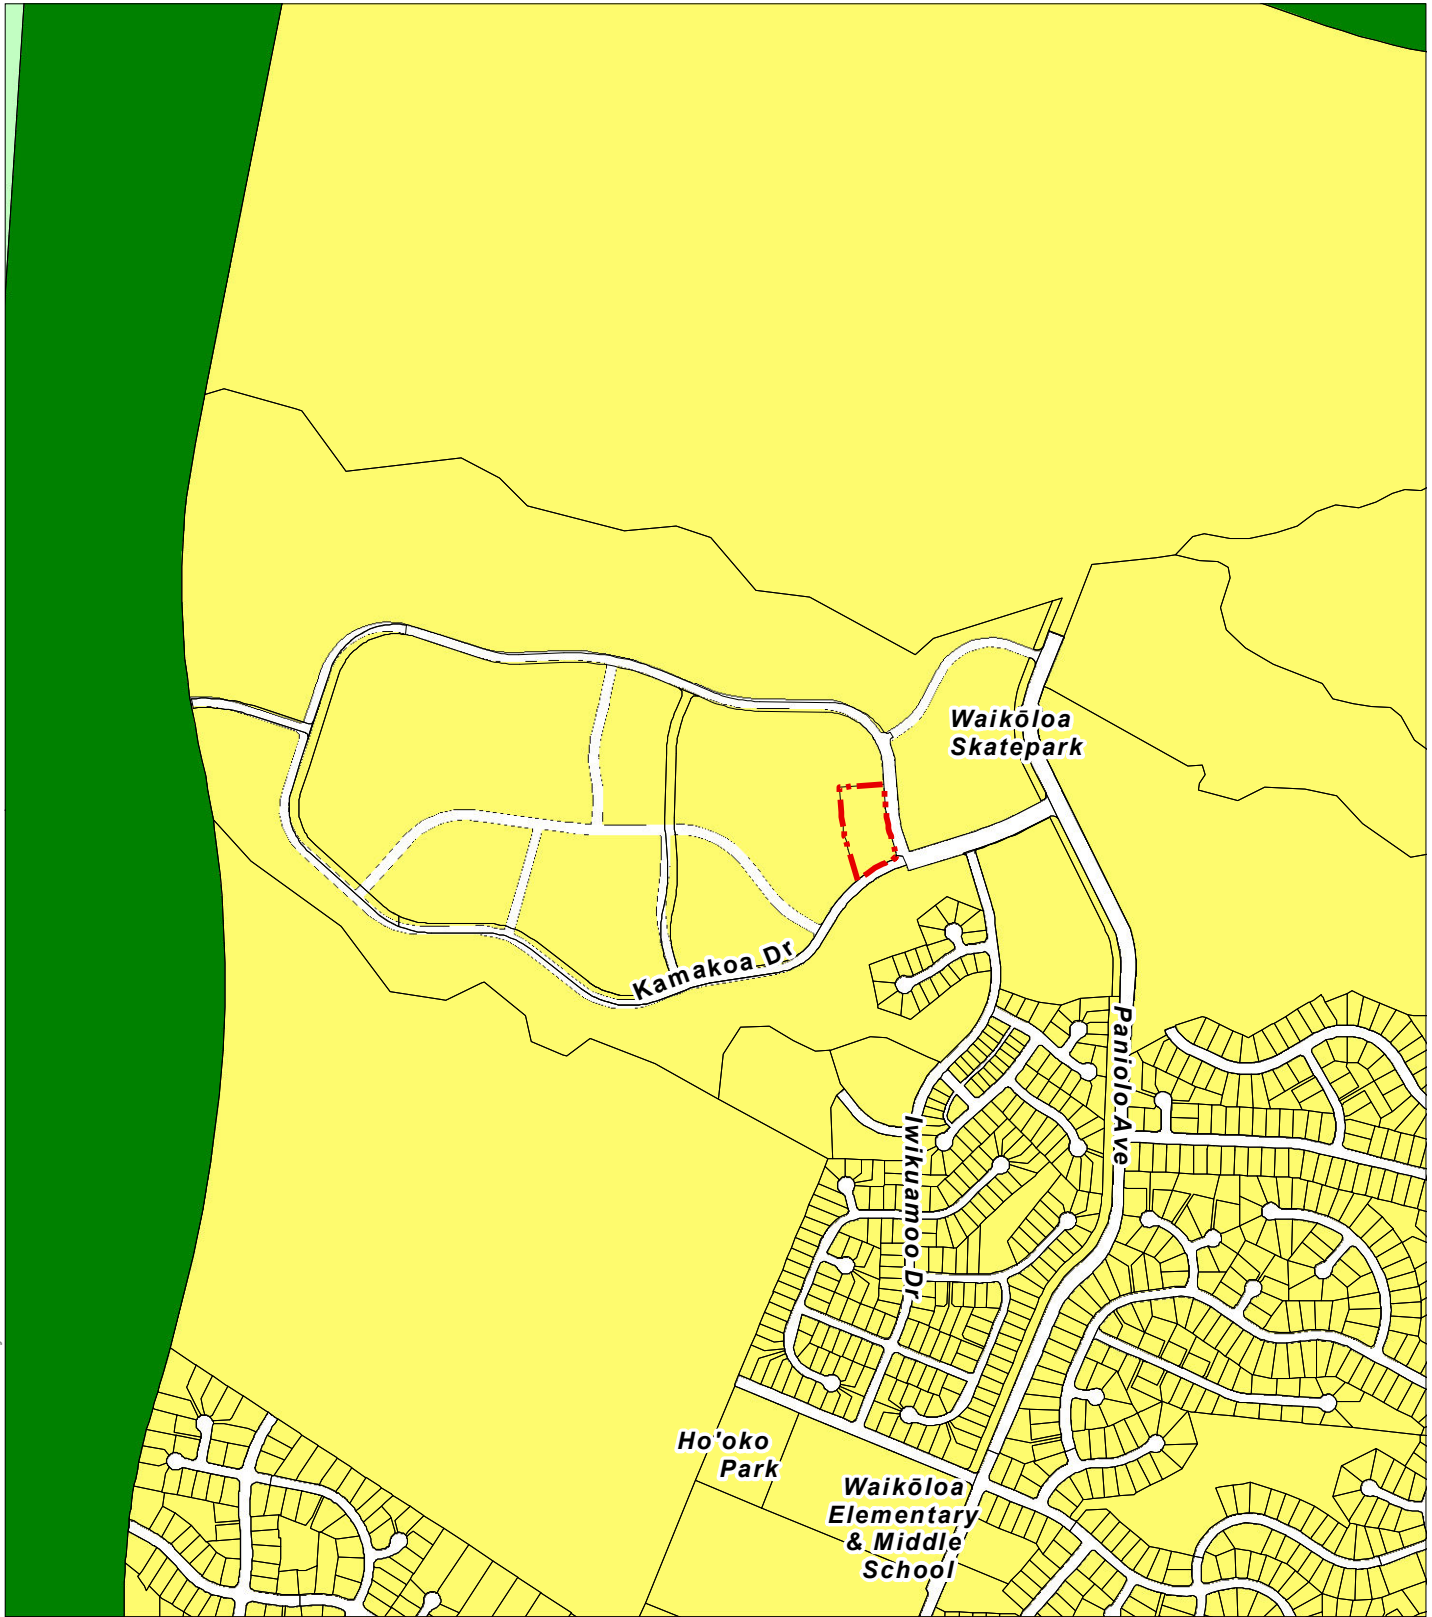 Waikōloa
Skatepark
Kamakoa Dr
Paniolo Ave
Iwikuamoo Dr
Ho'oko
Park
Waikōloa
Elementary
& Middle
School